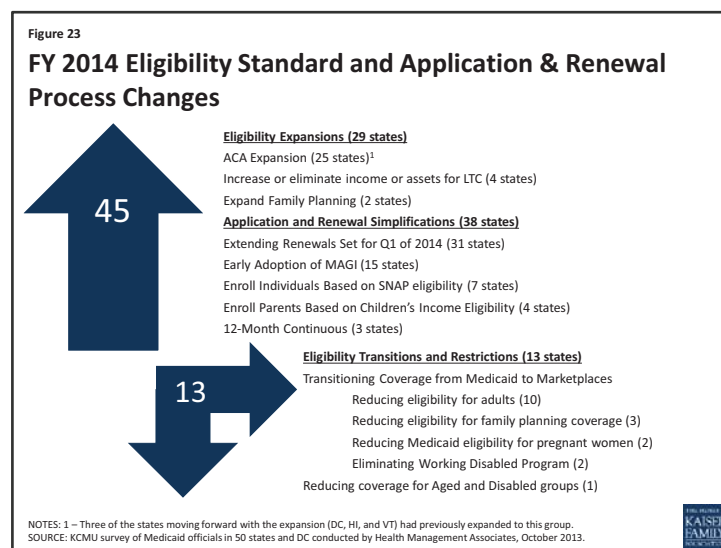 Figure 23
FY 2014 Eligibility Standard and Application & Renewal
Process Changes
45
Eligibility Expansions (29 states)
ACA Expansion (25 states)1
Increase or eliminate income or assets for LTC (4 states)
Expand Family Planning (2 states)
Application and Renewal Simplifications (38 states)
Extending Renewals Set for Q1 of 2014 (31 states)
Early Adoption of MAGI (15 states)
Enroll Individuals Based on SNAP eligibility (7 states)
Enroll Parents Based on Children's Income Eligibility (4 states)
12-Month Continuous (3 states)
13
Eligibility Transitions and Restrictions (13 states)
Transitioning Coverage from Medicaid to Marketplaces
Reducing eligibility for adults (10)
Reducing eligibility for family planning coverage (3)
Reducing Medicaid eligibility for pregnant women (2)
Eliminating Working Disabled Program (2)
Reducing coverage for Aged and Disabled groups (1)
NOTES: 1 – Three of the states moving forward with the expansion (DC, HI, and VT) had previously expanded to this group.
SOURCE: KCMU survey of Medicaid officials in 50 states and DC conducted by Health Management Associates, October 2013.
THE HENRY J.
KAISER
FAMILY
FOUNDATION